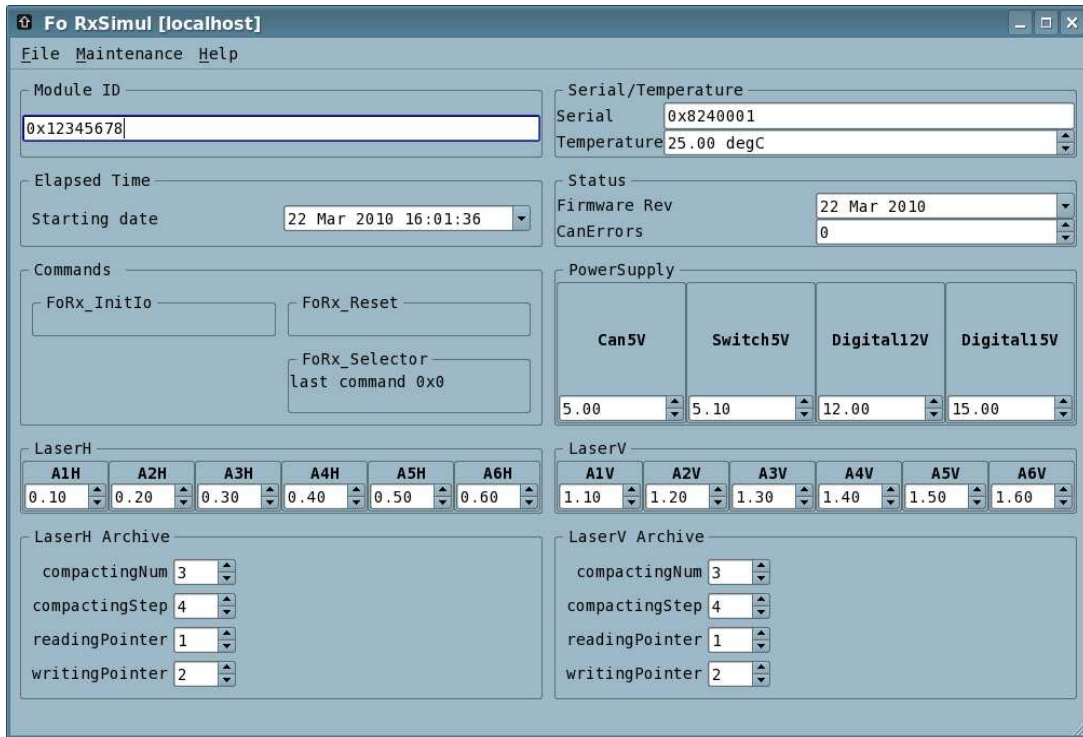 Fo RxSimul [localhost]
File Maintenance Help
Module ID
0x12345678
Serial/Temperature
Serial 0x8240001
Temperature 25.00 degC
Elapsed Time
Starting date 22 Mar 2010 16:01:36
Status
Firmware Rev 22 Mar 2010
CanErrors 0
Commands
FoRx_InitIo FoRx_Reset
FoRx_Selector
last command 0x0
PowerSupply
Can5V Switch5V Digital12V Digital15V
5.00 5.10 12.00 15.00
LaserH
A1H A2H A3H A4H A5H A6H
0.10 0.20 0.30 0.40 0.50 0.60
LaserV
A1V A2V A3V A4V A5V A6V
1.10 1.20 1.30 1.40 1.50 1.60
LaserH Archive
compactingNum 3
compactingStep 4
readingPointer 1
writingPointer 2
LaserV Archive
compactingNum 3
compactingStep 4
readingPointer 1
writingPointer 2